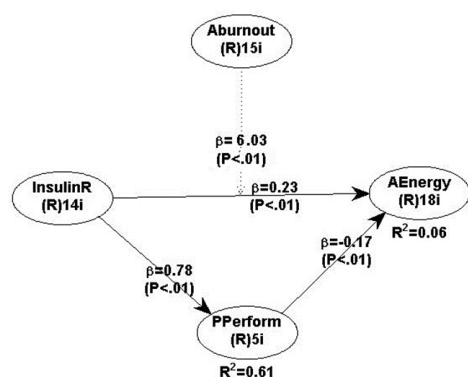 Aburnout
(R)15i
β= 6.03
(P<.01)
InsulinR
(R)14i
β=0.23
(P<.01)
AEnergy
(R)18i
R²=0.06
β=-0.17
(P<.01)
β=0.78
(P<.01)
PPerform
(R)5i
R²=0.61